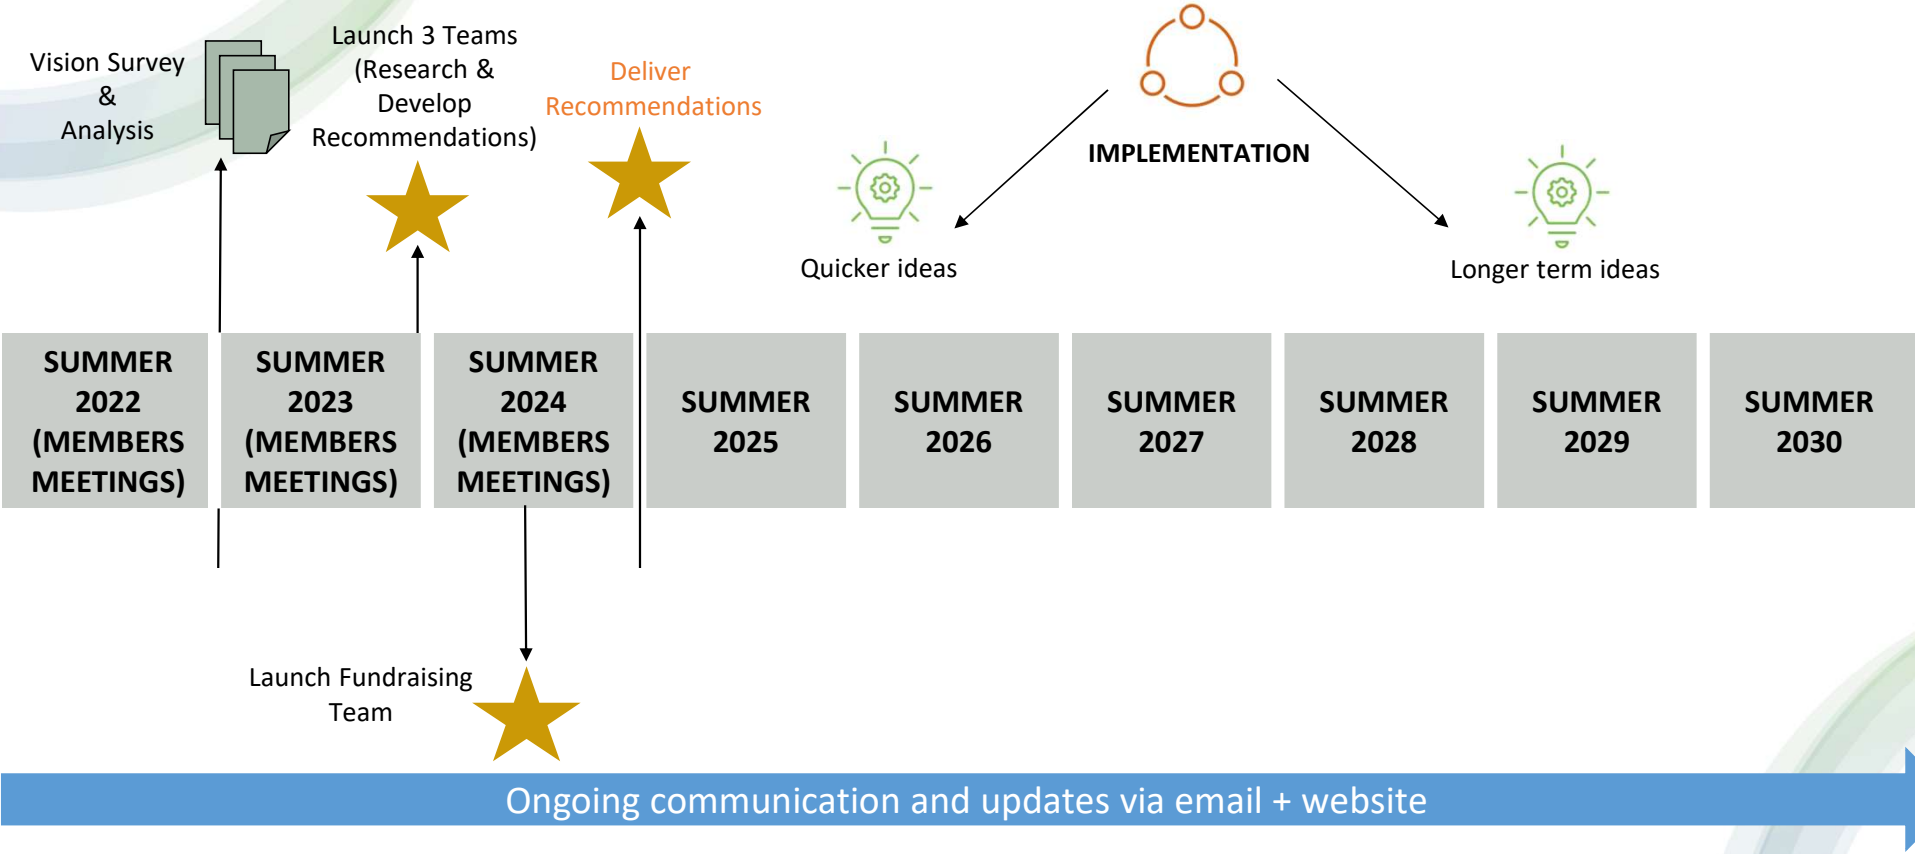 Vision Survey
&
Analysis
Launch 3 Teams
(Research &
Develop
Recommendations)
Deliver
Recommendations
IMPLEMENTATION
Quicker ideas
Longer term ideas
SUMMER
2022
(MEMBERS
MEETINGS)
SUMMER
2023
(MEMBERS
MEETINGS)
SUMMER
2024
(MEMBERS
MEETINGS)
SUMMER
2025
SUMMER
2026
SUMMER
2027
SUMMER
2028
SUMMER
2029
SUMMER
2030
Launch Fundraising
Team
Ongoing communication and updates via email + website